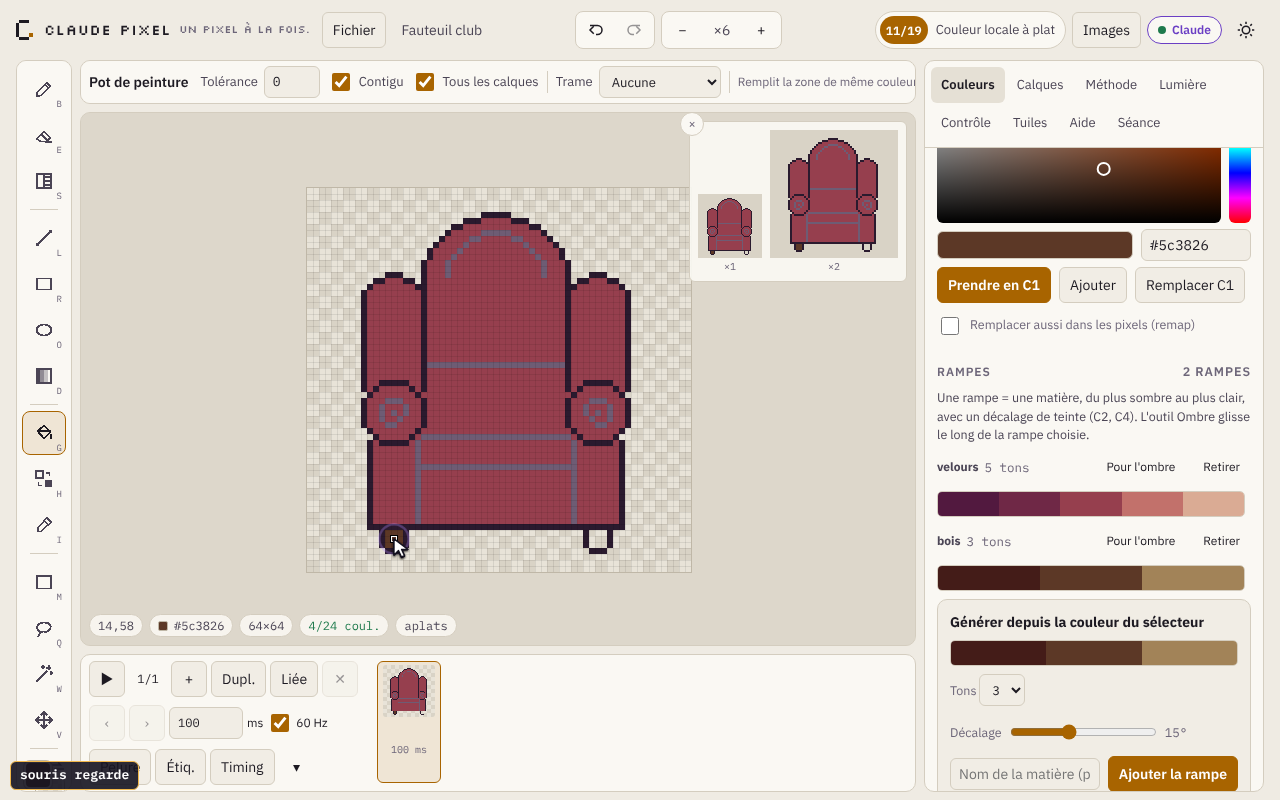 CLAUDE PIXEL UN PIXEL À LA FOIS. Fichier Fauteuil club
− ×6 +
11/19 Couleur locale à plat Images Claude
Pot de peinture Tolérance 0 Contigu Tous les calques Trame Aucune Remplit la zone de même couleur
B
E
S
L
R
O
D
G
H
I
M
Q
W
V
×
×1 ×2
14,58 #5c3826 64×64 4/24 coul. aplats
1/1 + Dupl. Liée ×
‹ › 100 ms 60 Hz
Étiq. Timing ▼
100 ms
souris regarde
Couleurs Calques Méthode Lumière
Contrôle Tuiles Aide Séance
#5c3826
Prendre en C1 Ajouter Remplacer C1
Remplacer aussi dans les pixels (remap)
RAMPES 2 RAMPES
Une rampe = une matière, du plus sombre au plus clair,
avec un décalage de teinte (C2, C4). L'outil Ombre glisse
le long de la rampe choisie.
velours 5 tons Pour l'ombre Retirer
bois 3 tons Pour l'ombre Retirer
Générer depuis la couleur du sélecteur
Tons 3
Décalage 15°
Nom de la matière (p Ajouter la rampe